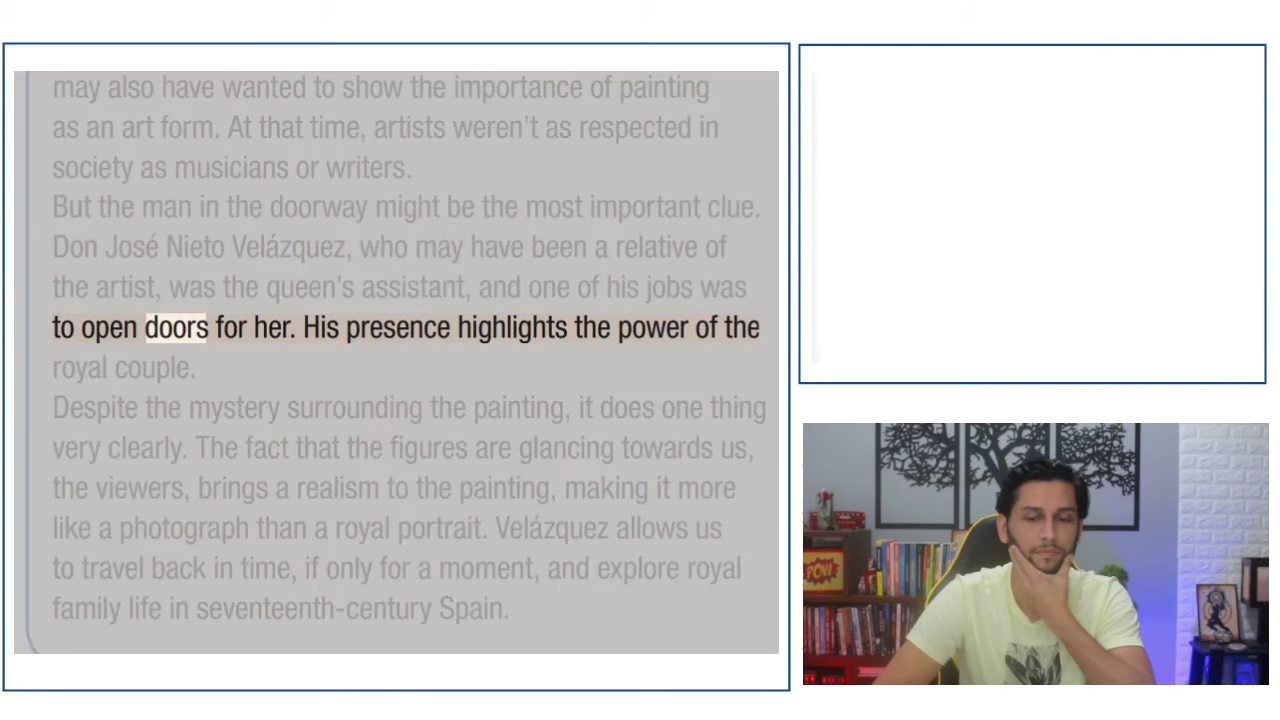 may also have wanted to show the importance of painting
as an art form. At that time, artists weren't as respected in
society as musicians or writers.
But the man in the doorway might be the most important clue.
Don José Nieto Velázquez, who may have been a relative of
the artist, was the queen's assistant, and one of his jobs was
to open doors for her. His presence highlights the power of the
royal couple.
Despite the mystery surrounding the painting, it does one thing
very clearly. The fact that the figures are glancing towards us,
the viewers, brings a realism to the painting, making it more
like a photograph than a royal portrait. Velázquez allows us
to travel back in time, if only for a moment, and explore royal
family life in seventeenth-century Spain.
POW